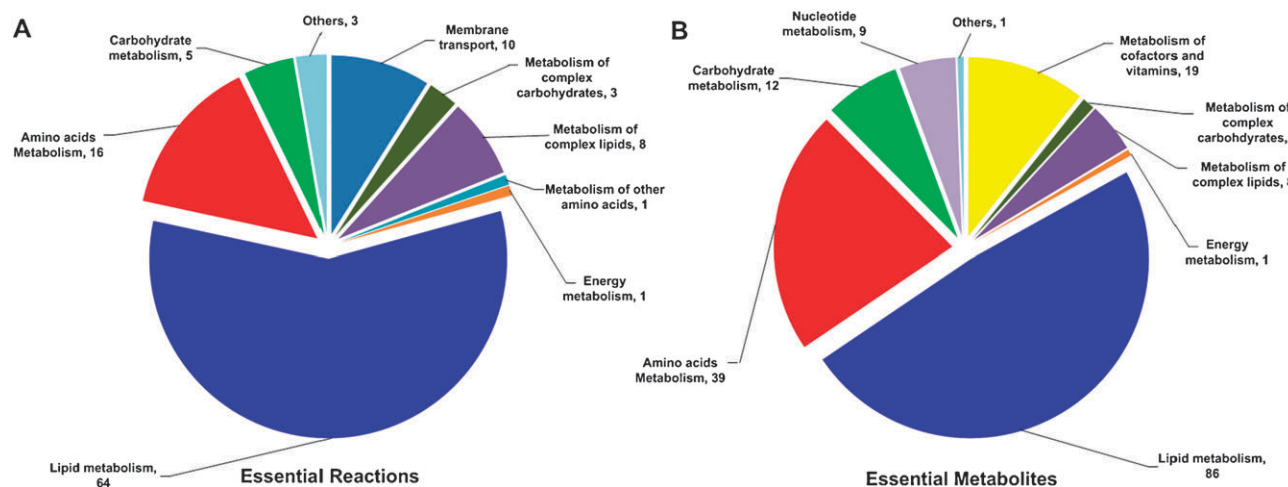 A
Others, 3
Carbohydrate
metabolism, 5
Membrane
transport, 10
Metabolism of
complex
carbohydrates, 3
Amino acids
Metabolism, 16
Metabolism of
complex lipids, 8
Metabolism of other
amino acids, 1
Energy
metabolism, 1
Lipid metabolism,
64
Essential Reactions
B
Nucleotide
metabolism, 9
Others, 1
Carbohydrate
metabolism, 12
Metabolism of
cofactors and
vitamins, 19
Metabolism of
complex
carbohdyrates,
Metabolism of
complex lipids,
Energy
metabolism, 1
Amino acids
Metabolism, 39
Lipid metabolism,
86
Essential Metabolites